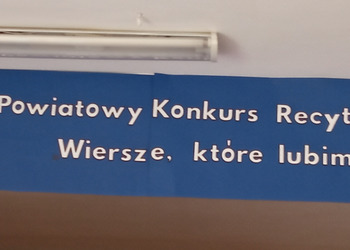 Powiatowy Konkurs Recyt
Wiersze, które lubim